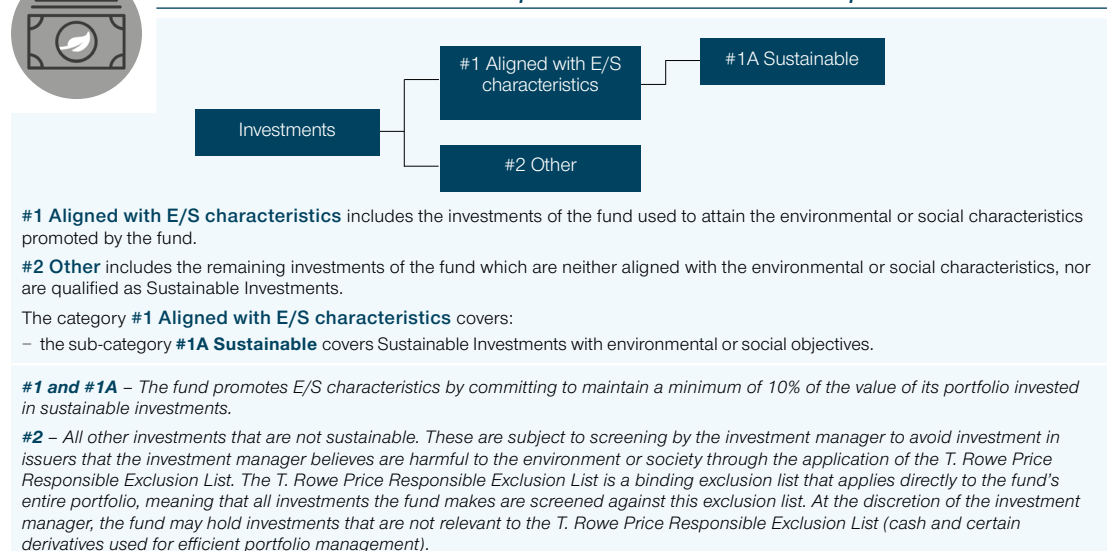 #1 Aligned with E/S
characteristics
#1A Sustainable
Investments
#2 Other
#1 Aligned with E/S characteristics includes the investments of the fund used to attain the environmental or social characteristics
promoted by the fund.
#2 Other includes the remaining investments of the fund which are neither aligned with the environmental or social characteristics, nor
are qualified as Sustainable Investments.
The category #1 Aligned with E/S characteristics covers:
– the sub-category #1A Sustainable covers Sustainable Investments with environmental or social objectives.
#1 and #1A – The fund promotes E/S characteristics by committing to maintain a minimum of 10% of the value of its portfolio invested
in sustainable investments.
#2 – All other investments that are not sustainable. These are subject to screening by the investment manager to avoid investment in
issuers that the investment manager believes are harmful to the environment or society through the application of the T. Rowe Price
Responsible Exclusion List. The T. Rowe Price Responsible Exclusion List is a binding exclusion list that applies directly to the fund's
entire portfolio, meaning that all investments the fund makes are screened against this exclusion list. At the discretion of the investment
manager, the fund may hold investments that are not relevant to the T. Rowe Price Responsible Exclusion List (cash and certain
derivatives used for efficient portfolio management).